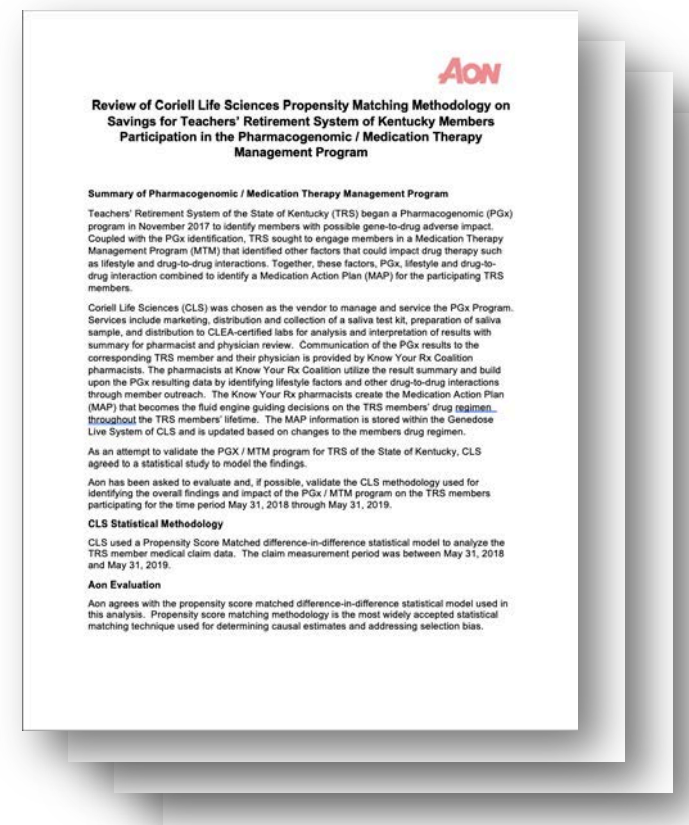 AON
Review of Coriell Life Sciences Propensity Matching Methodology on
Savings for Teachers' Retirement System of Kentucky Members
Participation in the Pharmacogenomic / Medication Therapy
Management Program
Summary of Pharmacogenomic / Medication Therapy Management Program
Teachers' Retirement System of the State of Kentucky (TRS) began a Pharmacogenomic (PGx)
program in November 2017 to identify members with possible gene-to-drug adverse impact.
Coupled with the PGx identification, TRS sought to engage members in a Medication Therapy
Management Program (MTM) that identified other factors that could impact drug therapy such
as lifestyle and drug-to-drug interactions. Together, these factors, PGx, lifestyle and drug-to-
drug interaction combined to identify a Medication Action Plan (MAP) for the participating TRS
members.
Coriell Life Sciences (CLS) was chosen as the vendor to manage and service the PGx Program.
Services include marketing, distribution and collection of a saliva test kit, preparation of saliva
sample, and distribution to CLEA-certified labs for analysis and interpretation of results with
summary for pharmacist and physician review. Communication of the PGx results to the
corresponding TRS member and their physician is provided by Know Your Rx Coalition
pharmacists. The pharmacists at Know Your Rx Coalition utilize the result summary and build
upon the PGx resulting data by identifying lifestyle factors and other drug-to-drug interactions
through member outreach. The Know Your Rx pharmacists create the Medication Action Plan
(MAP) that becomes the fluid engine guiding decisions on the TRS members' drug regimen
throughout the TRS members' lifetime. The MAP information is stored within the Genedose
Live System of CLS and is updated based on changes to the members drug regimen.
As an attempt to validate the PGX / MTM program for TRS of the State of Kentucky, CLS
agreed to a statistical study to model the findings.
Aon has been asked to evaluate and, if possible, validate the CLS methodology used for
identifying the overall findings and impact of the PGx / MTM program on the TRS members
participating for the time period May 31, 2018 through May 31, 2019.
CLS Statistical Methodology
CLS used a Propensity Score Matched difference-in-difference statistical model to analyze the
TRS member medical claim data. The claim measurement period was between May 31, 2018
and May 31, 2019.
Aon Evaluation
Aon agrees with the propensity score matched difference-in-difference statistical model used in
this analysis. Propensity score matching methodology is the most widely accepted statistical
matching technique used for determining causal estimates and addressing selection bias.